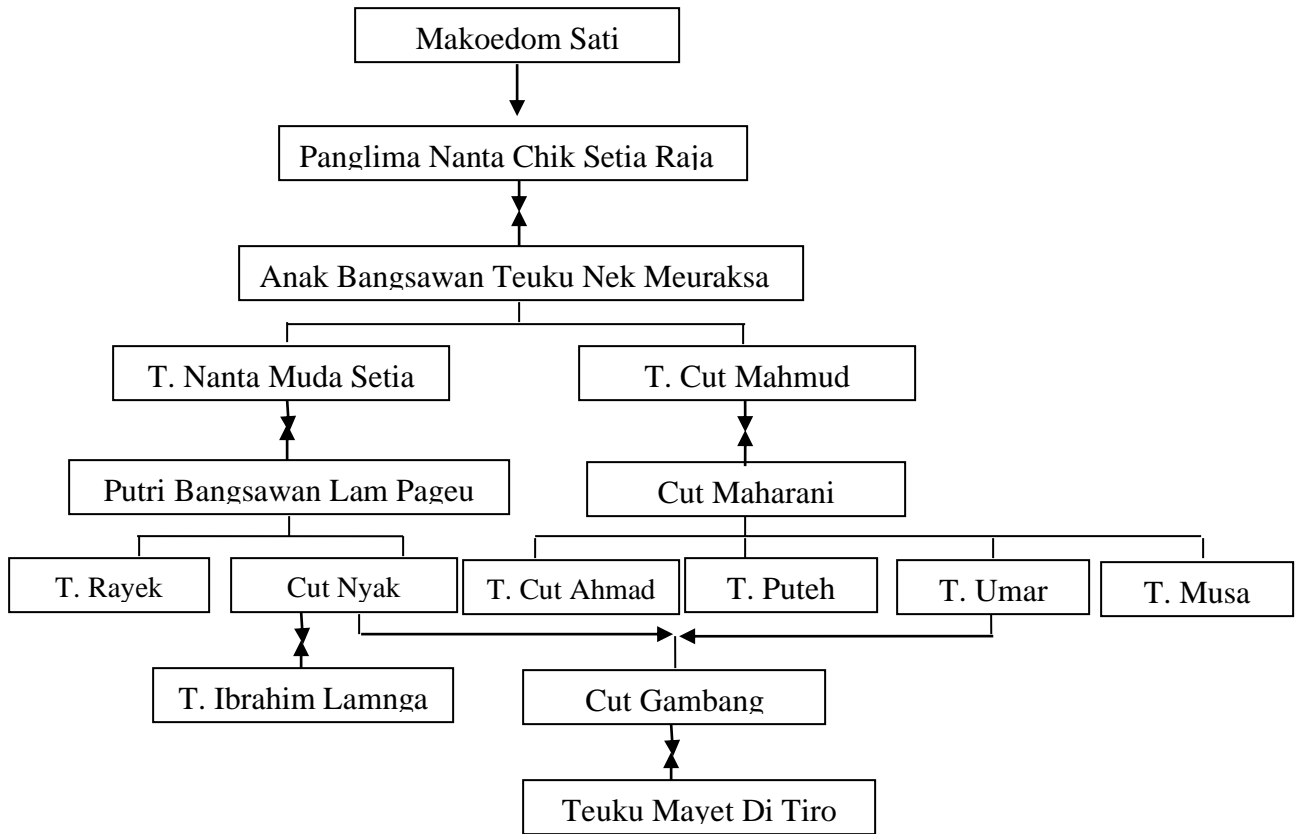 Makoedom Sati
Panglima Nanta Chik Setia Raja
Anak Bangsawan Teuku Nek Meuraksa
T. Nanta Muda Setia
T. Cut Mahmud
Putri Bangsawan Lam Pageu
Cut Maharani
T. Rayek
Cut Nyak
T. Cut Ahmad
T. Puteh
T. Umar
T. Musa
T. Ibrahim Lamnga
Cut Gambang
Teuku Mayet Di Tiro